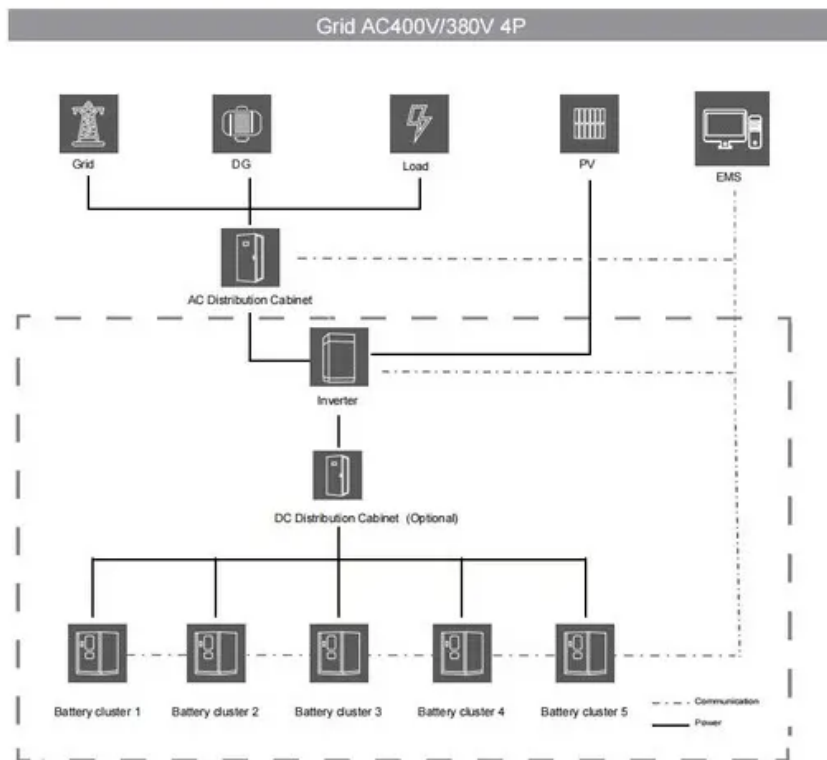 Grid AC400V/380V 4P
Grid
DG
Load
PV
EMS
AC Distribution Cabinet
Inverter
DC Distribution Cabinet (Optional)
Battery cluster 1
Battery cluster 2
Battery cluster 3
Battery cluster 4
Battery cluster 5
Communication
Power